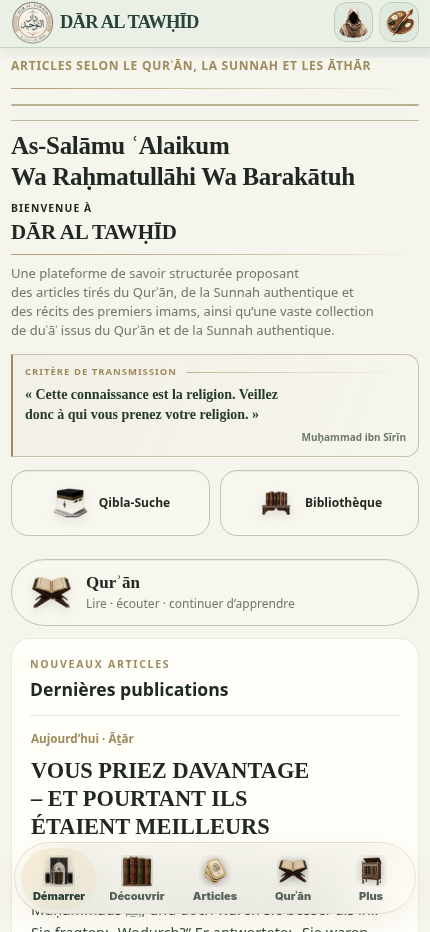 DĀR AL TAWḤĪD
ARTICLES SELON LE QURʾĀN, LA SUNNAH ET LES ĀTHĀR
As-Salāmu ʿAlaikum
Wa Raḥmatullāhi Wa Barakātuh
BIENVENUE À
DĀR AL TAWḤĪD
Une plateforme de savoir structurée proposant
des articles tirés du Qurʾān, de la Sunnah authentique et
des récits des premiers imams, ainsi qu’une vaste collection
de duʿāʾ issus du Qurʾān et de la Sunnah authentique.
CRITÈRE DE TRANSMISSION
« Cette connaissance est la religion. Veillez
donc à qui vous prenez votre religion. »
Muḥammad ibn Sīrīn
Qibla-Suche
Bibliothèque
Qurʾān
Lire · écouter · continuer d’apprendre
NOUVEAUX ARTICLES
Dernières publications
Aujourd’hui · Āṯār
VOUS PRIEZ DAVANTAGE
– ET POURTANT ILS
ÉTAIENT MEILLEURS
Démarrer
Découvrir
Articles
Qurʾān
Plus